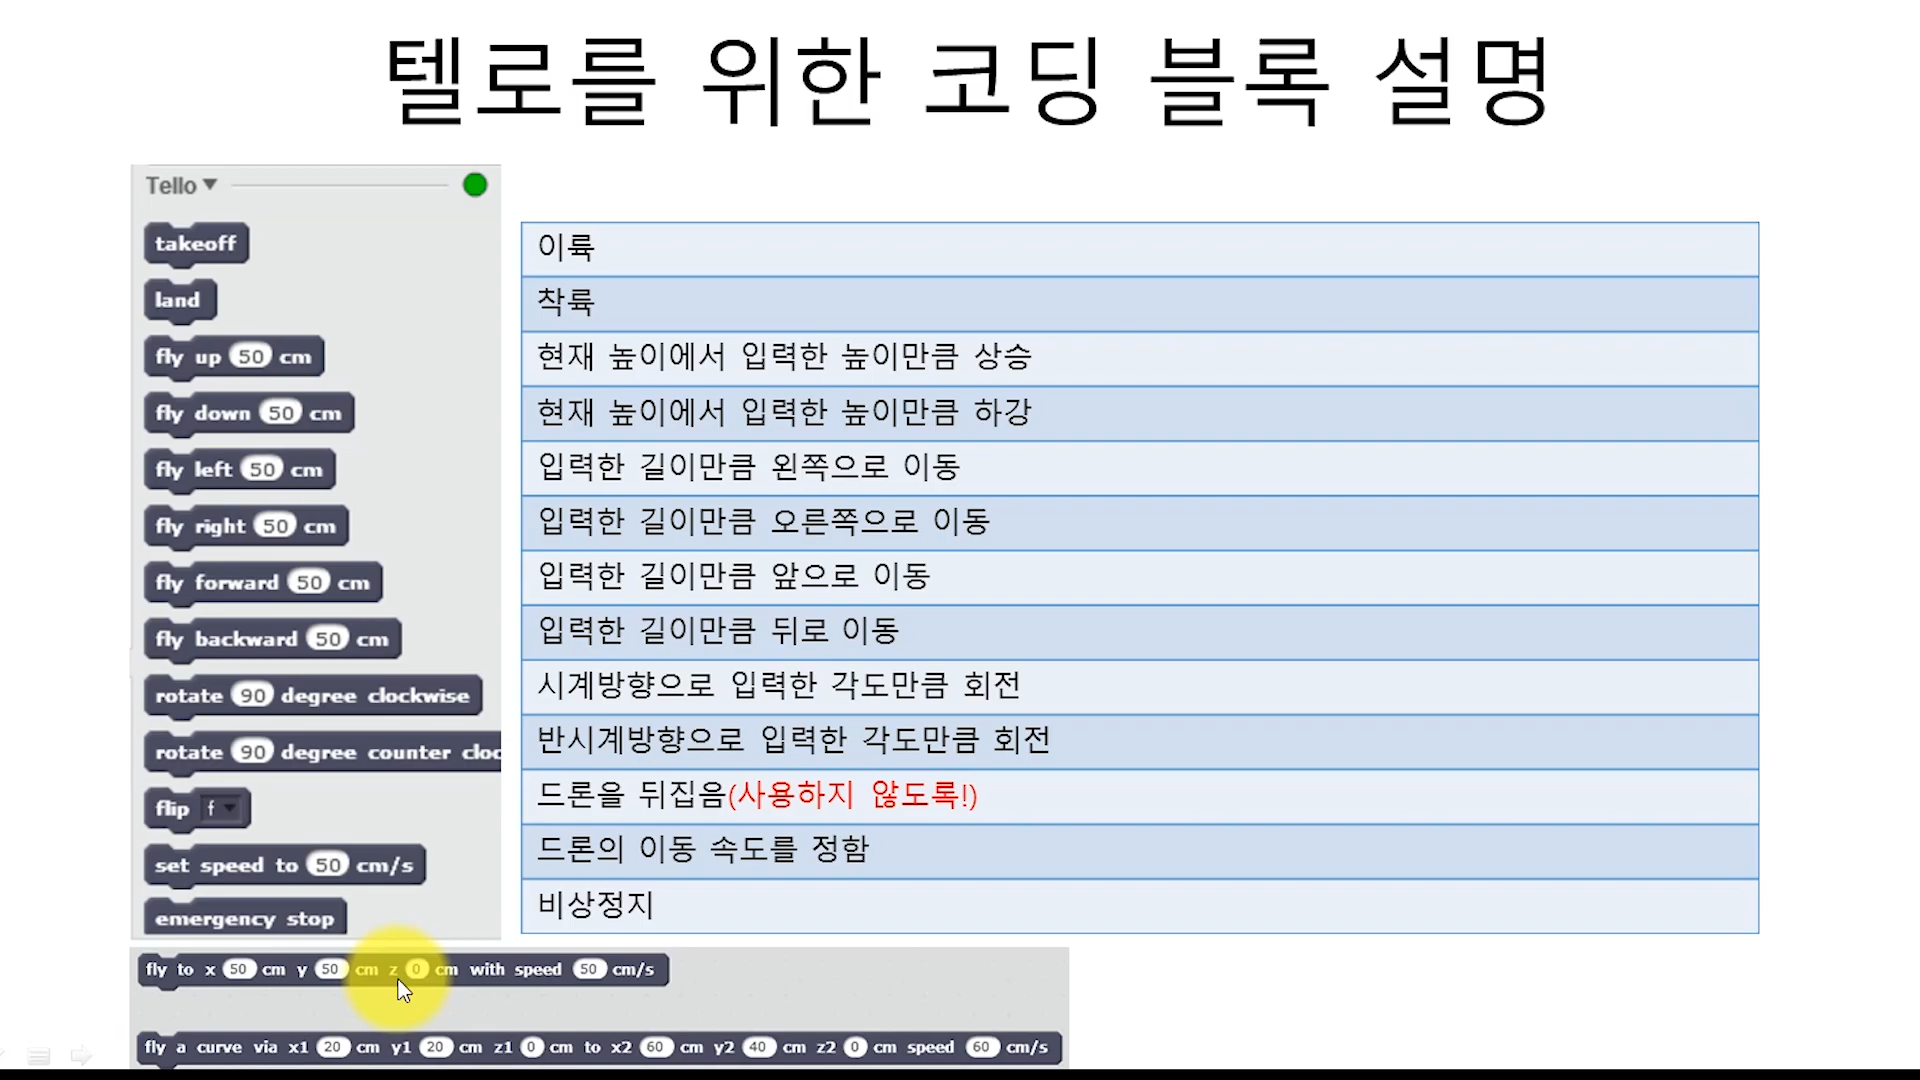 텔로를 위한 코딩 블록 설명
Tello
takeoff
이륙
land
착륙
fly up 50 cm
현재 높이에서 입력한 높이만큼 상승
fly down 50 cm
현재 높이에서 입력한 높이만큼 하강
fly left 50 cm
입력한 길이만큼 왼쪽으로 이동
fly right 50 cm
입력한 길이만큼 오른쪽으로 이동
fly forward 50 cm
입력한 길이만큼 앞으로 이동
fly backward 50 cm
입력한 길이만큼 뒤로 이동
rotate 90 degree clockwise
시계방향으로 입력한 각도만큼 회전
rotate 90 degree counter cloc
반시계방향으로 입력한 각도만큼 회전
flip f
드론을 뒤집음(사용하지 않도록!)
set speed to 50 cm/s
드론의 이동 속도를 정함
emergency stop
비상정지
fly to x 50 cm y 50 cm z 0 cm with speed 50 cm/s
fly a curve via x1 20 cm y1 20 cm z1 0 cm to x2 60 cm y2 40 cm z2 0 cm speed 60 cm/s